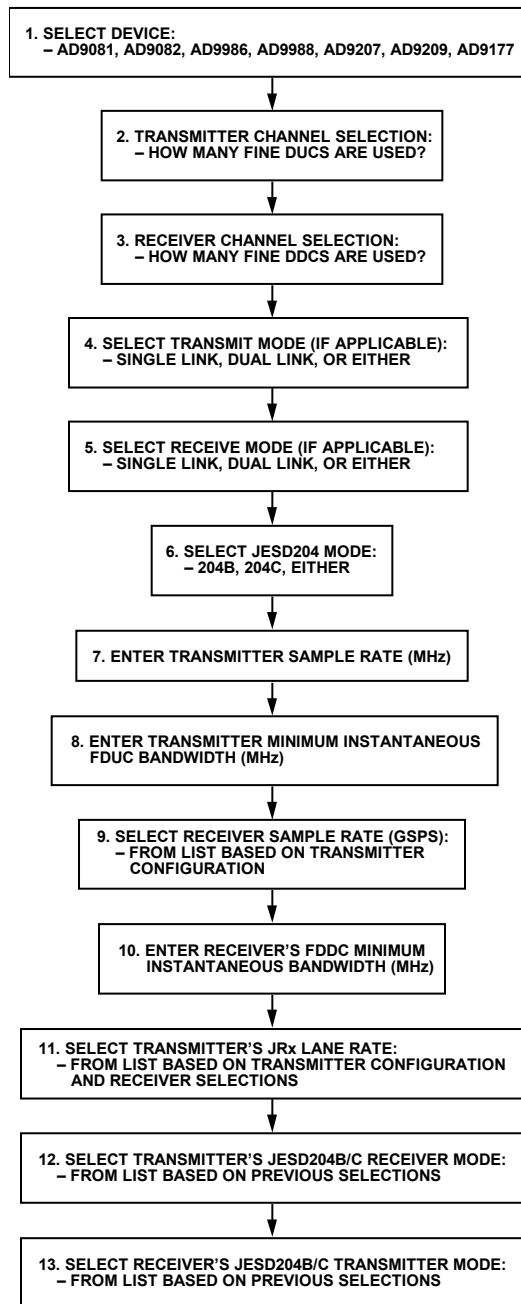 1. SELECT DEVICE:
– AD9081, AD9082, AD9986, AD9988, AD9207, AD9209, AD9177
2. TRANSMITTER CHANNEL SELECTION:
– HOW MANY FINE DUCS ARE USED?
3. RECEIVER CHANNEL SELECTION:
– HOW MANY FINE DDCS ARE USED?
4. SELECT TRANSMIT MODE (IF APPLICABLE):
– SINGLE LINK, DUAL LINK, OR EITHER
5. SELECT RECEIVE MODE (IF APPLICABLE):
– SINGLE LINK, DUAL LINK, OR EITHER
6. SELECT JESD204 MODE:
– 204B, 204C, EITHER
7. ENTER TRANSMITTER SAMPLE RATE (MHz)
8. ENTER TRANSMITTER MINIMUM INSTANTANEOUS
FDUC BANDWIDTH (MHz)
9. SELECT RECEIVER SAMPLE RATE (GSPS):
– FROM LIST BASED ON TRANSMITTER
CONFIGURATION
10. ENTER RECEIVER'S FDDC MINIMUM
INSTANTANEOUS BANDWIDTH (MHz)
11. SELECT TRANSMITTER'S JRx LANE RATE:
– FROM LIST BASED ON TRANSMITTER CONFIGURATION
AND RECEIVER SELECTIONS
12. SELECT TRANSMITTER'S JESD204B/C RECEIVER MODE:
– FROM LIST BASED ON PREVIOUS SELECTIONS
13. SELECT RECEIVER'S JESD204B/C TRANSMITTER MODE:
– FROM LIST BASED ON PREVIOUS SELECTIONS